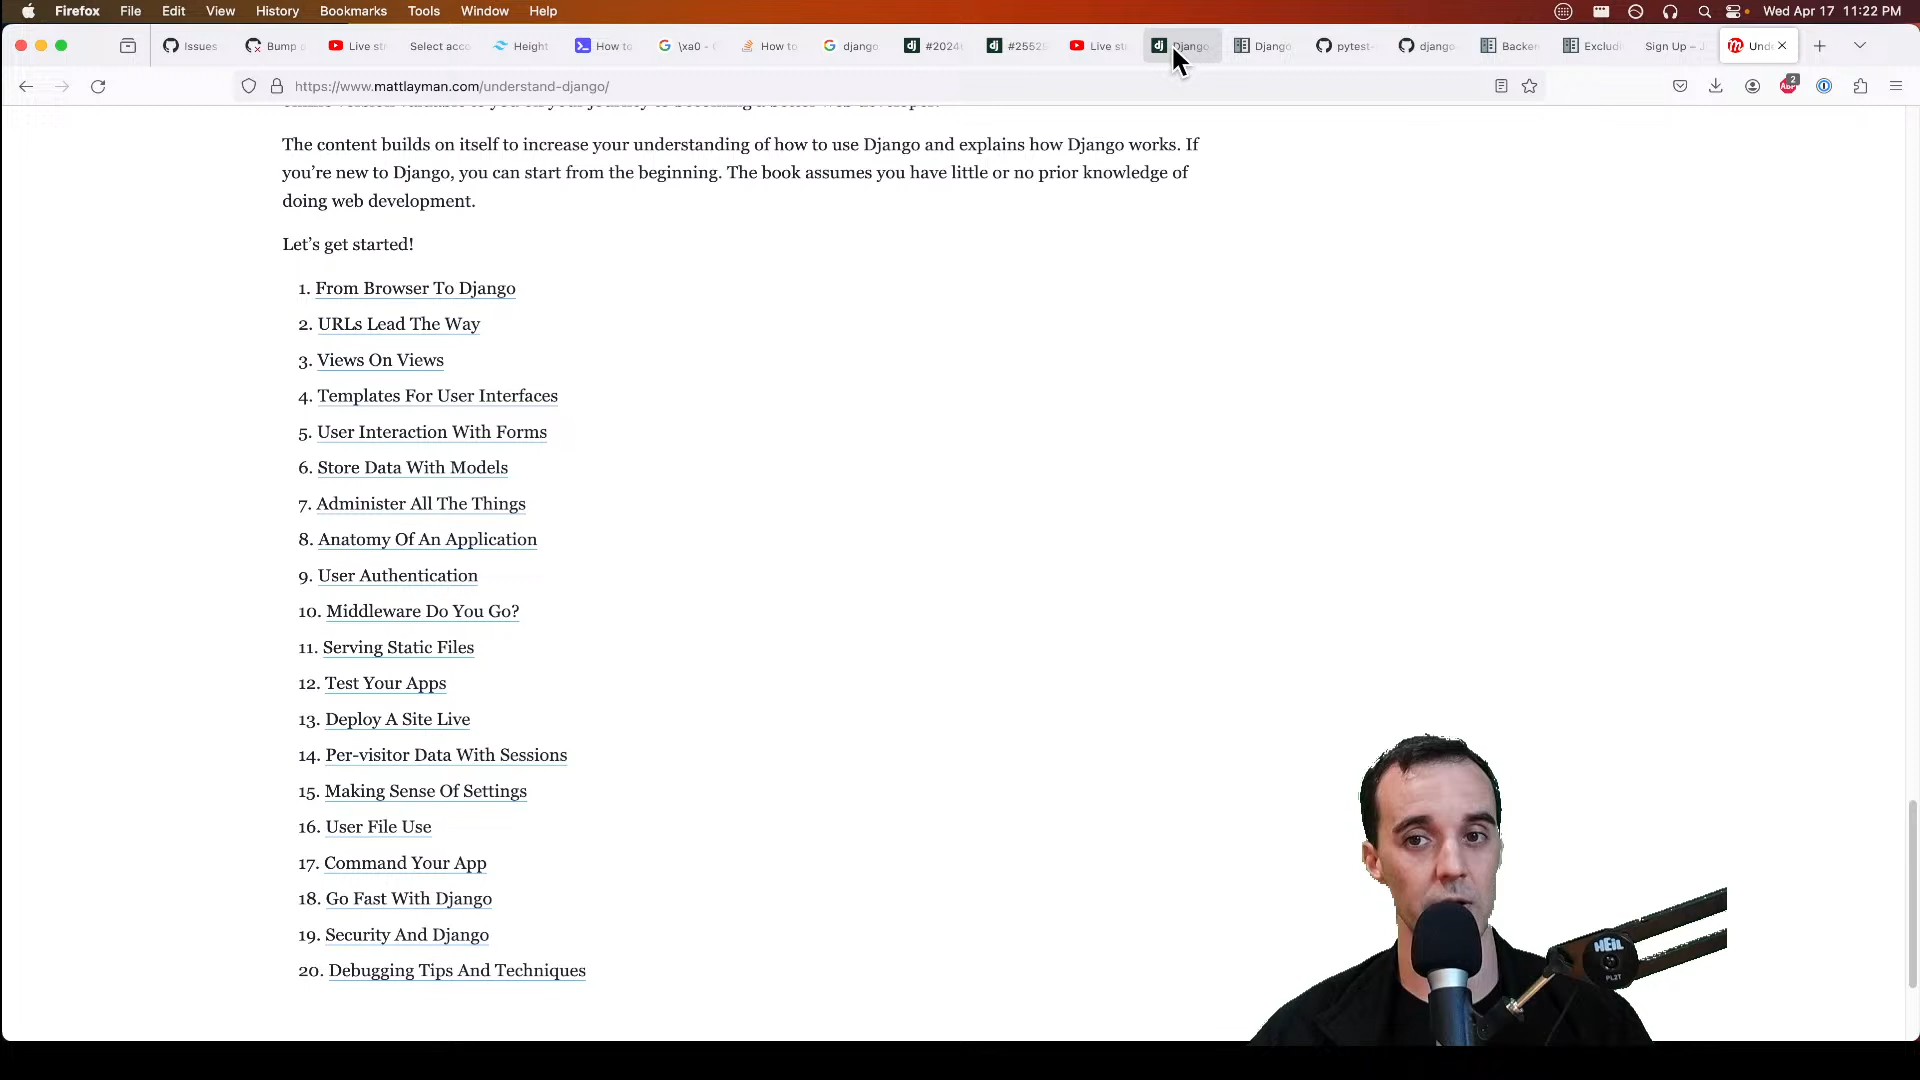 Firefox File Edit View History Bookmarks Tools Window Help Wed Apr 17 11:22 PM
Issues Bump o Live st Select acco Height How to \xa0 - How to django #2024 #2552 Live st Django Django pytest- django Backen Exclud Sign Up – Und
https://www.mattlayman.com/understand-django/ 2
The content builds on itself to increase your understanding of how to use Django and explains how Django works. If
you're new to Django, you can start from the beginning. The book assumes you have little or no prior knowledge of
doing web development.
Let's get started!
1. From Browser To Django
2. URLs Lead The Way
3. Views On Views
4. Templates For User Interfaces
5. User Interaction With Forms
6. Store Data With Models
7. Administer All The Things
8. Anatomy Of An Application
9. User Authentication
10. Middleware Do You Go?
11. Serving Static Files
12. Test Your Apps
13. Deploy A Site Live
14. Per-visitor Data With Sessions
15. Making Sense Of Settings
16. User File Use
17. Command Your App
18. Go Fast With Django
19. Security And Django
20. Debugging Tips And Techniques
HEIL
PL2T